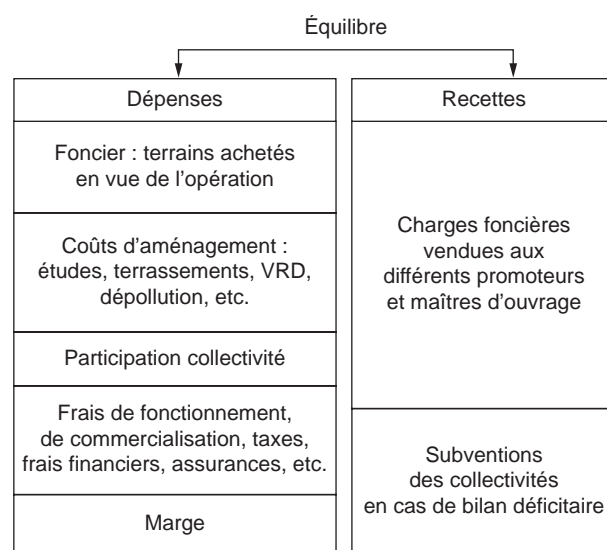 Équilibre
Dépenses
Foncier : terrains achetés
en vue de l'opération
Coûts d'aménagement :
études, terrassements, VRD,
dépollution, etc.
Participation collectivité
Frais de fonctionnement,
de commercialisation, taxes,
frais financiers, assurances, etc.
Marge
Recettes
Charges foncières
vendues aux
différents promoteurs
et maîtres d'ouvrage
Subventions
des collectivités
en cas de bilan déficitaire